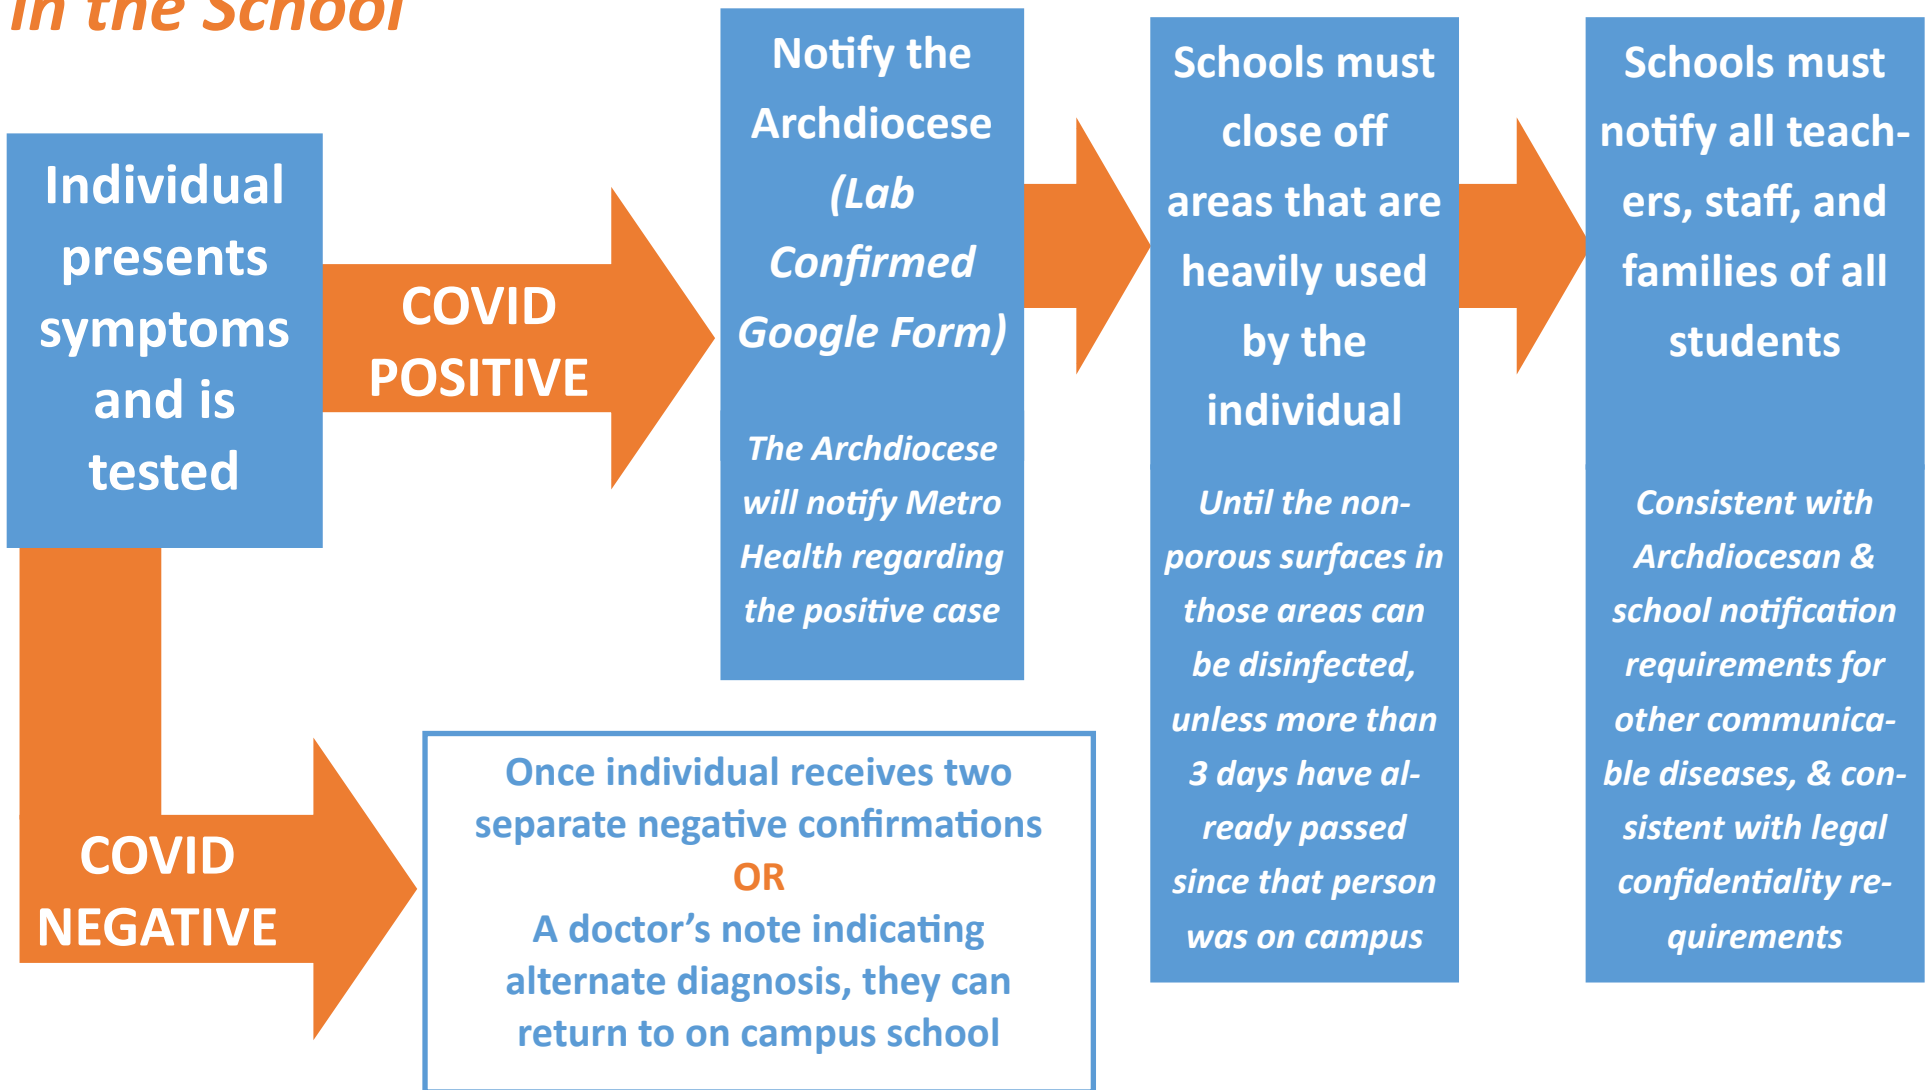 in the School
Individual
presents
symptoms
and is
tested
COVID
POSITIVE
Notify the
Archdiocese
(Lab
Confirmed
Google Form)
The Archdiocese
will notify Metro
Health regarding
the positive case
Schools must
close off
areas that are
heavily used
by the
individual
Until the non-
porous surfaces in
those areas can
be disinfected,
unless more than
3 days have al-
ready passed
since that person
was on campus
Schools must
notify all teach-
ers, staff, and
families of all
students
Consistent with
Archdiocesan &
school notification
requirements for
other communica-
ble diseases, & con-
sistent with legal
confidentiality re-
quirements
COVID
NEGATIVE
Once individual receives two
separate negative confirmations
OR
A doctor’s note indicating
alternate diagnosis, they can
return to on campus school